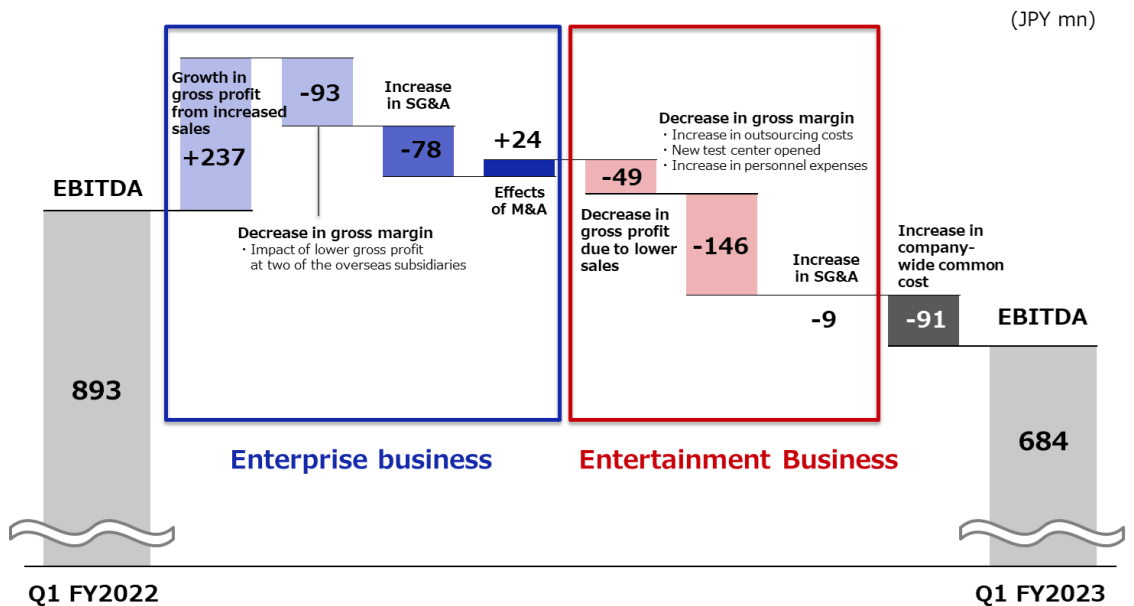 (JPY mn)
EBITDA
893
Q1 FY2022
Growth in
gross profit
from increased
sales
+237
-93
Decrease in gross margin
・Impact of lower gross profit
at two of the overseas subsidiaries
Increase
in SG&A
-78
+24
Effects
of M&A
Enterprise business
-49
Decrease in
gross profit
due to lower
sales
Decrease in gross margin
・Increase in outsourcing costs
・New test center opened
・Increase in personnel expenses
-146
Increase
in SG&A
-9
Entertainment Business
Increase in
company-
wide common
cost
-91
EBITDA
684
Q1 FY2023